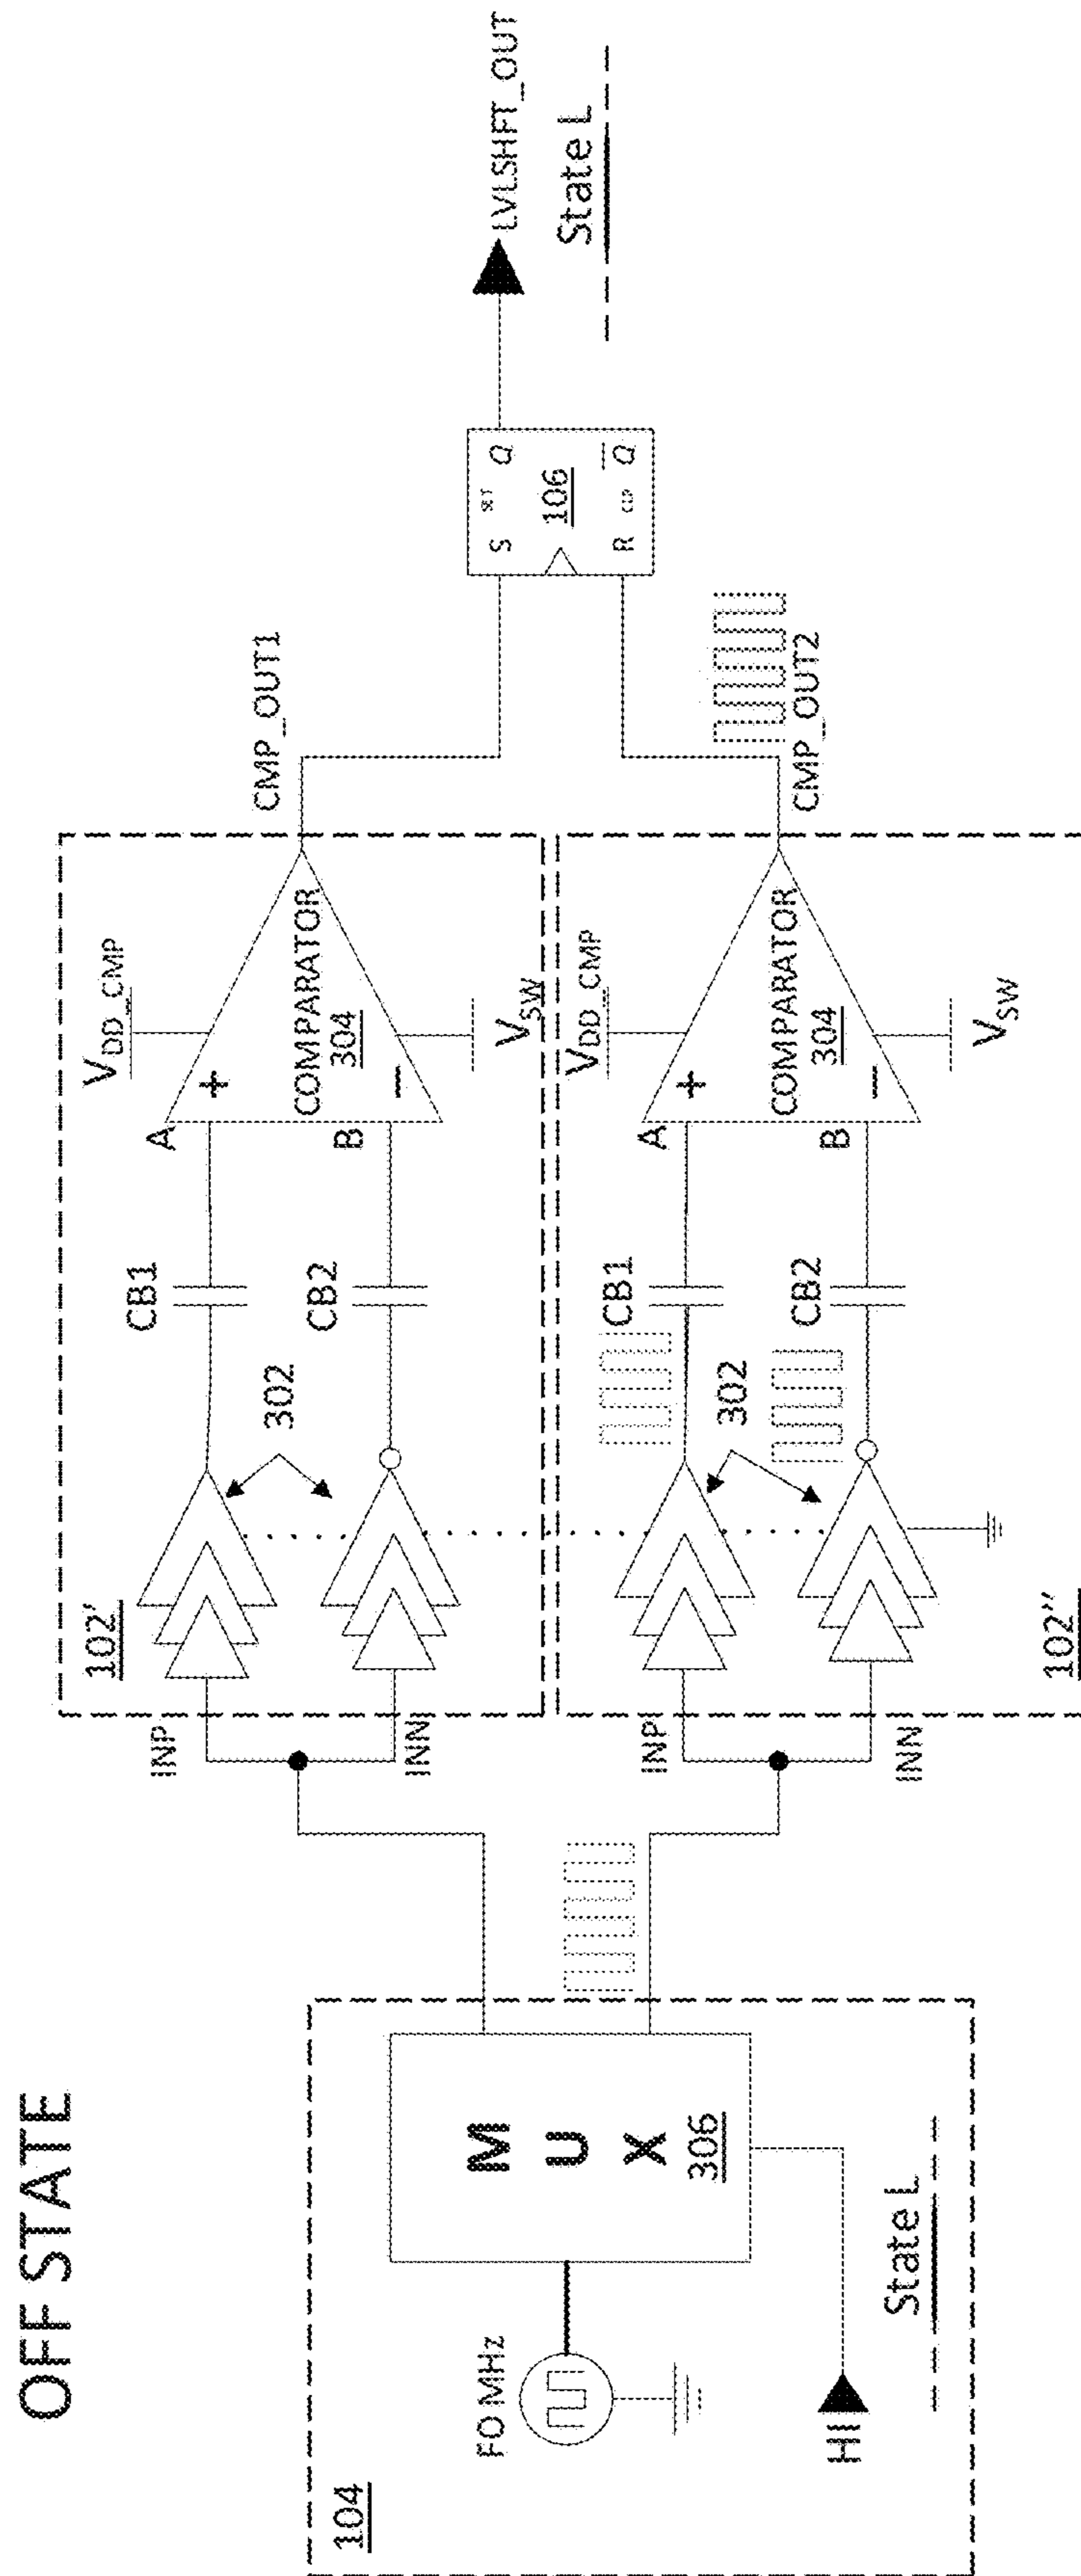 OFF STATE
104
FO MHz
HI
State L
M
U
X
306
INP
INN
102'
302
CB1
CB2
A
B
+
−
V_DD_CMP
COMPARATOR
304
V_SW
CMP_OUT1
INP
INN
102''
302
CB1
CB2
A
B
+
−
V_DD_CMP
COMPARATOR
304
V_SW
CMP_OUT2
S SET Q
106
R Q
LVLSHFT_OUT
State L